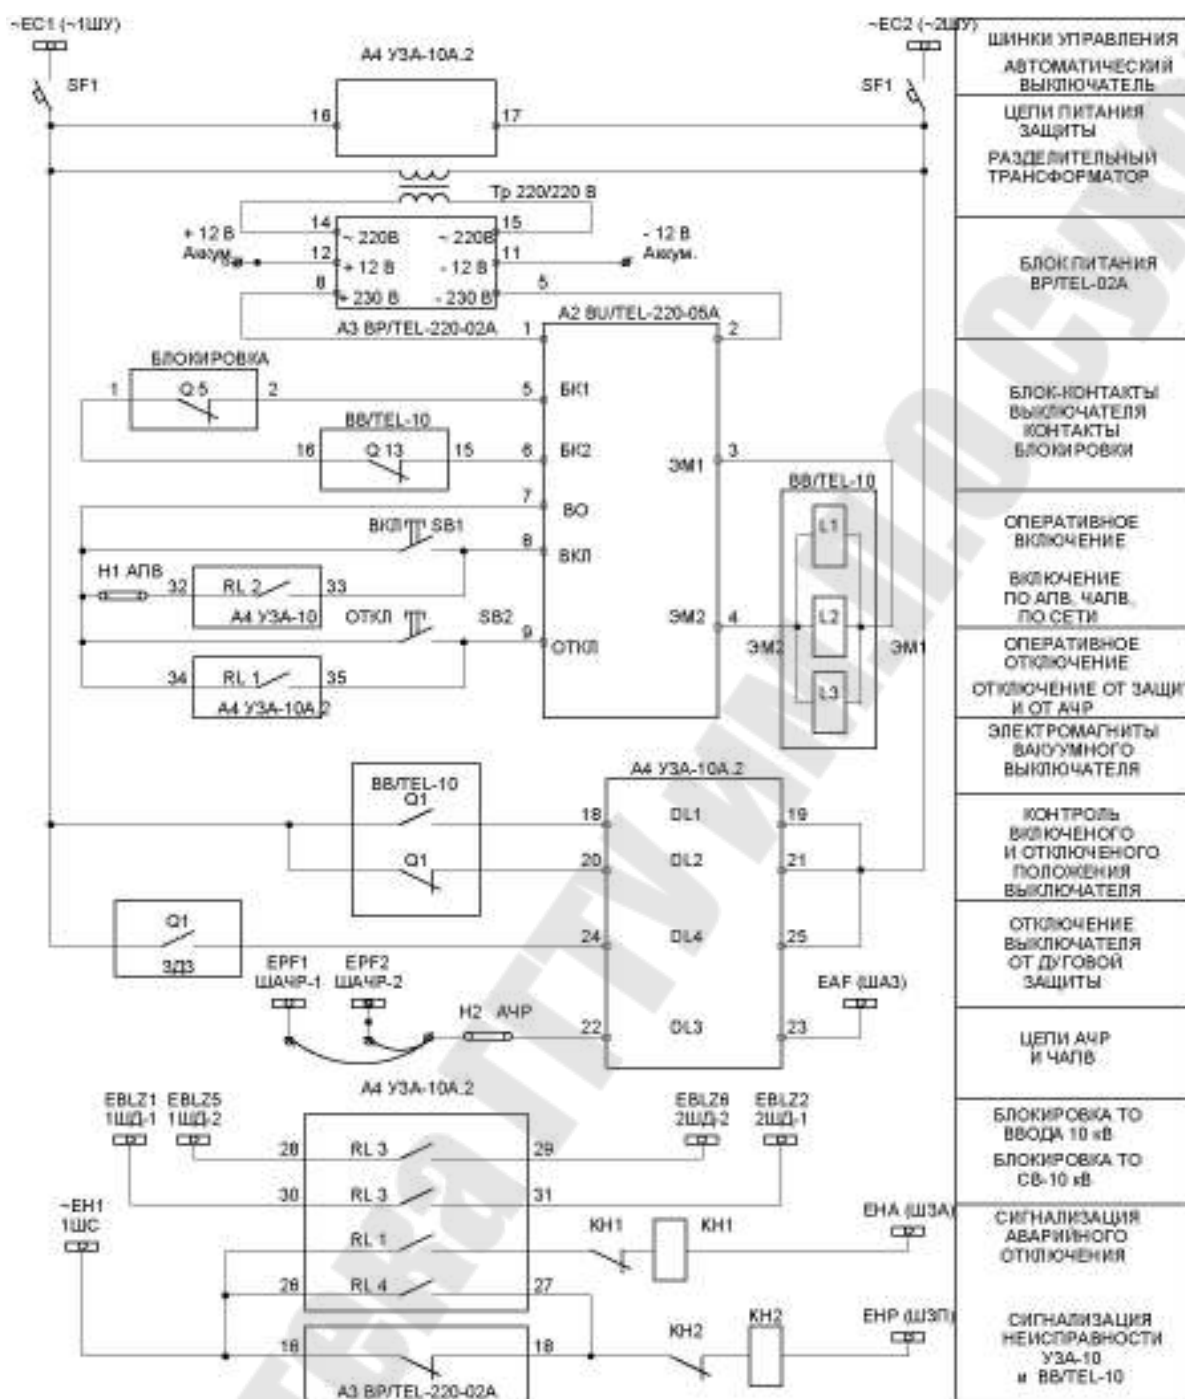 ~EC1 (~1ШУ)
~EC2 (~2ШУ)
ШИНКИ УПРАВЛЕНИЯ
А4 УЗА-10А.2
SF1
SF1
АВТОМАТИЧЕСКИЙ
ВЫКЛЮЧАТЕЛЬ
16
17
ЦЕПИ ПИТАНИЯ
ЗАЩИТЫ
РАЗДЕЛИТЕЛЬНЫЙ
ТРАНСФОРМАТОР
Тр 220/220 В
14
15
+ 12 В
Аккум.
~ 220В
~ 220В
- 12 В
Аккум.
12
11
+ 12 В
- 12 В
8
5
+ 230 В
- 230 В
БЛОК ПИТАНИЯ
BP/TEL-02A
А3 BP/TEL-220-02А
А2 BU/TEL-220-05А
1
2
БЛОКИРОВКА
1
Q 5
2
5
БК1
ВВ/TEL-10
16
Q 13
15
6
БК2
3
ЭМ1
БЛОК-КОНТАКТЫ
ВЫКЛЮЧАТЕЛЯ
КОНТАКТЫ
БЛОКИРОВКИ
ВВ/TEL-10
7
ВО
ВКЛ
SB1
8
ВКЛ
L1
ОПЕРАТИВНОЕ
ВКЛЮЧЕНИЕ
Н1 АПВ
32
RL 2
33
А4 УЗА-10
ВКЛЮЧЕНИЕ
ПО АПВ, ЧАПВ,
ПО СЕТИ
ОТКЛ
SB2
9
ОТКЛ
ЭМ2
4
ЭМ2
L2
ЭМ1
ОПЕРАТИВНОЕ
ОТКЛЮЧЕНИЕ
34
RL 1
35
А4 УЗА-10А.2
L3
ОТКЛЮЧЕНИЕ ОТ ЗАЩИТ
И ОТ АЧР
ЭЛЕКТРОМАГНИТЫ
ВАКУУМНОГО
ВЫКЛЮЧАТЕЛЯ
А4 УЗА-10А.2
ВВ/TEL-10
Q1
18
DL1
19
Q1
20
DL2
21
КОНТРОЛЬ
ВКЛЮЧЕНОГО
И ОТКЛЮЧЕНОГО
ПОЛОЖЕНИЯ
ВЫКЛЮЧАТЕЛЯ
Q1
ЗДЗ
24
DL4
25
ОТКЛЮЧЕНИЕ
ВЫКЛЮЧАТЕЛЯ
ОТ ДУГОВОЙ
ЗАЩИТЫ
EPF1
ШАЧР-1
EPF2
ШАЧР-2
EAF (ША3)
Н2 АЧР
22
DL3
23
ЦЕПИ АЧР
И ЧАПВ
А4 УЗА-10А.2
EBLZ1
1ШД-1
EBLZ5
1ШД-2
EBLZ6
2ШД-2
EBLZ2
2ШД-1
28
RL 3
29
БЛОКИРОВКА ТО
ВВОДА 10 кВ
30
RL 3
31
БЛОКИРОВКА ТО
СВ-10 кВ
~EH1
1ШС
RL 1
КН1
КН1
ЕНА (ШЗА)
СИГНАЛИЗАЦИЯ
АВАРИЙНОГО
ОТКЛЮЧЕНИЯ
26
RL 4
27
16
18
КН2
КН2
ЕНР (ШЗП)
А3 BP/TEL-220-02А
СИГНАЛИЗАЦИЯ
НЕИСПРАВНОСТИ
УЗА-10
и ВВ/TEL-10